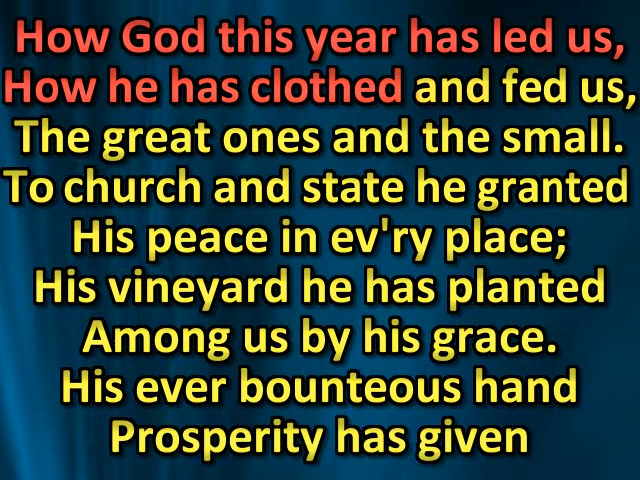 How God this year has led us,
How he has clothed and fed us,
The great ones and the small.
To church and state he granted
His peace in ev'ry place;
His vineyard he has planted
Among us by his grace.
His ever bounteous hand
Prosperity has given